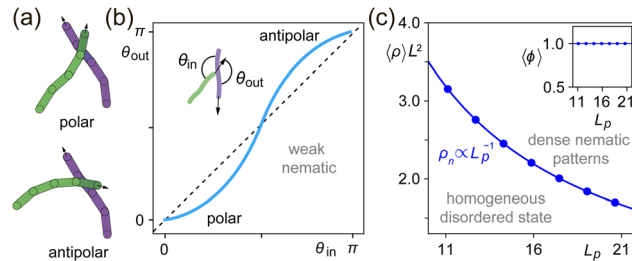 (a)
polar
antipolar
(b)
π
θout
0
θin
θout
antipolar
weak
nematic
polar
0
θin
π
(c)
⟨ρ⟩L²
4.0
3.0
2.0
ρn ∝ Lp⁻¹
dense nematic
patterns
homogeneous
disordered state
11
16
Lp
21
⟨ϕ⟩
1.0
0.5
11
16
21
Lp